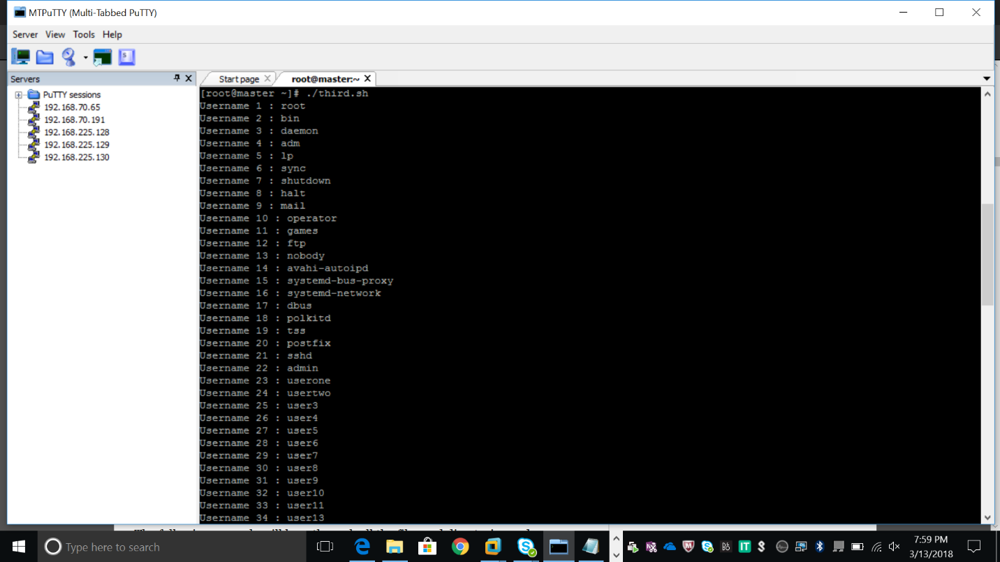 MTPuTTY (Multi-Tabbed PuTTY)
Server View Tools Help
Servers
Start page
root@master:~
PuTTY sessions
192.168.70.65
192.168.70.191
192.168.225.128
192.168.225.129
192.168.225.130
[root@master ~]# ./third.sh
Username 1 : root
Username 2 : bin
Username 3 : daemon
Username 4 : adm
Username 5 : lp
Username 6 : sync
Username 7 : shutdown
Username 8 : halt
Username 9 : mail
Username 10 : operator
Username 11 : games
Username 12 : ftp
Username 13 : nobody
Username 14 : avahi-autoipd
Username 15 : systemd-bus-proxy
Username 16 : systemd-network
Username 17 : dbus
Username 18 : polkitd
Username 19 : tss
Username 20 : postfix
Username 21 : sshd
Username 22 : admin
Username 23 : userone
Username 24 : usertwo
Username 25 : user3
Username 26 : user4
Username 27 : user5
Username 28 : user6
Username 29 : user7
Username 30 : user8
Username 31 : user9
Username 32 : user10
Username 33 : user11
Username 34 : user13
Type here to search
7:59 PM
3/13/2018